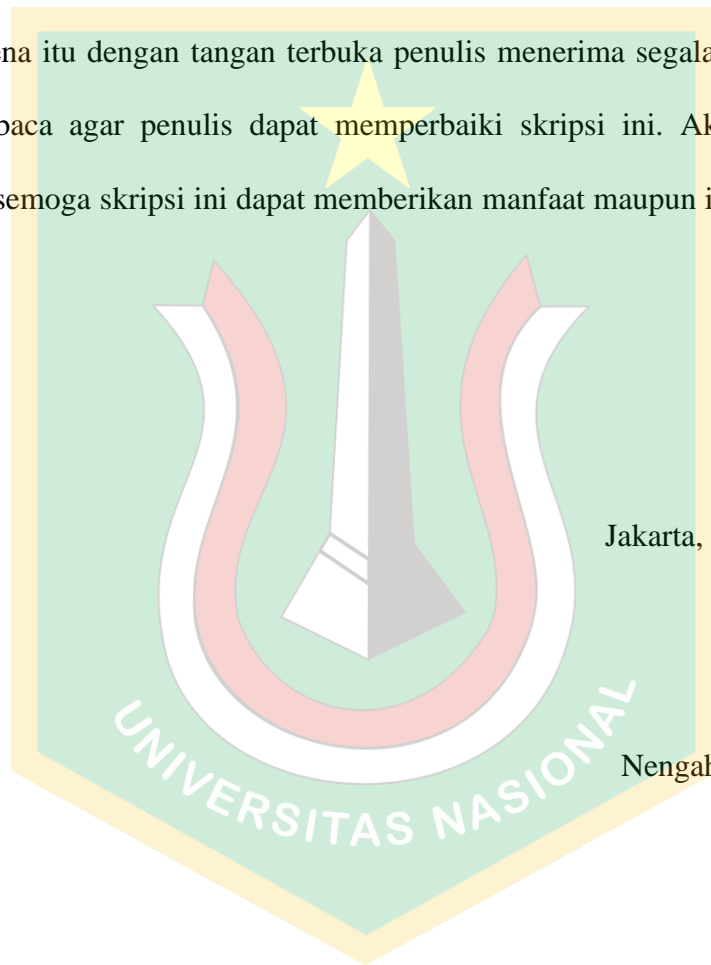 ena itu dengan tangan terbuka penulis menerima segala
baca agar penulis dapat memperbaiki skripsi ini. Ak
semoga skripsi ini dapat memberikan manfaat maupun i
Jakarta,
Nengah
UNIVERSITAS NASIONAL